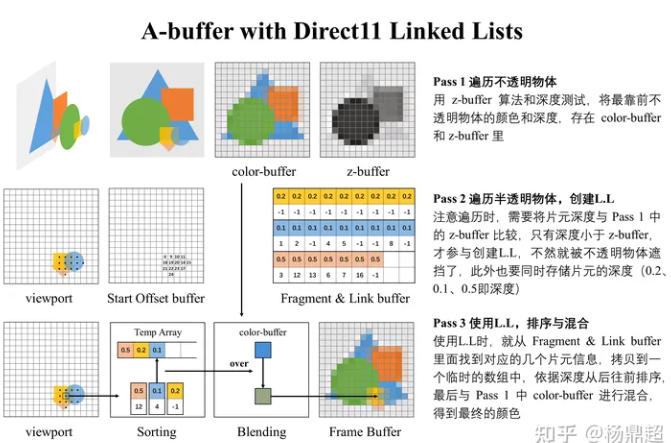 A-buffer with Direct11 Linked Lists
Pass 1 遍历不透明物体
用 z-buffer 算法和深度测试，将最靠前不
透明物体的颜色和深度，存在 color-buffer
和 z-buffer 里
color-buffer
z-buffer
Pass 2 遍历半透明物体，创建L.L
注意遍历时，需要将片元深度与 Pass 1 中
的 z-buffer 比较，只有深度小于 z-buffer，
才参与创建L.L，不然就被不透明物体遮
挡了，此外也要同时存储片元的深度（0.2、
0.1、0.5即深度）
0.2 0.2 0.2 0.2 0.2 0.2 0.2 0.2 0.2
-1 -1 -1 -1 -1 -1 -1 -1 -1
0.1 0.1 0.1 0.1 0.1 0.1 0.1 0.1 0.1
1 2 -1 4 5 -1 -1 8 -1
0.5 0.5 0.5 0.5 0.5 0.5
3 12 13 6 7 16 -1
viewport
Start Offset buffer
Fragment & Link buffer
Pass 3 使用L.L，排序与混合
使用L.L时，就从 Fragment & Link buffer
里面找到对应的几个片元信息，拷贝到一
个临时的数组中，依据深度从后往前排序，
最后与 Pass 1 中 color-buffer 进行混合，
得到最终的颜色
Temp Array
0.5 0.2 0.1
0.5 0.1 0.2
12 4 -1
over
color-buffer
viewport
Sorting
Blending
Frame Buffer
知乎 @杨鼎超